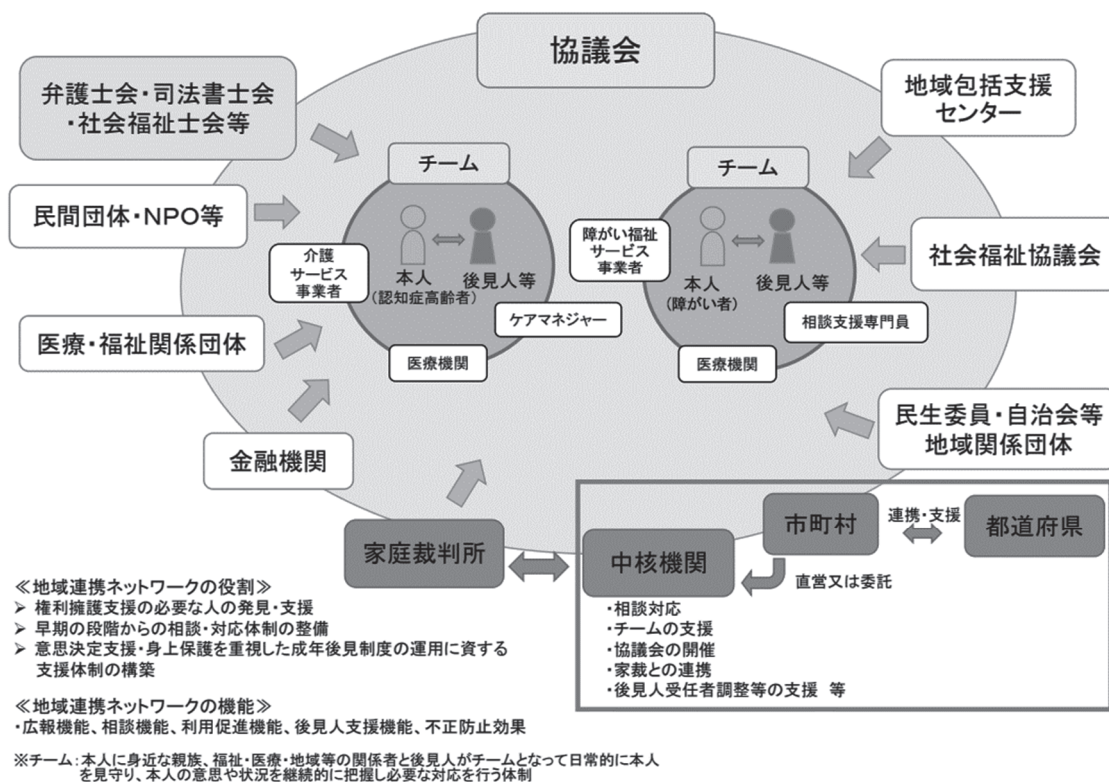 協議会
弁護士会・司法書士会
・社会福祉士会等
地域包括支援
センター
民間団体・NPO等
社会福祉協議会
医療・福祉関係団体
金融機関
民生委員・自治会等
地域関係団体
チーム
介護
サービス
事業者
本人
(認知症高齢者)
後見人等
ケアマネジャー
医療機関
チーム
障がい福祉
サービス
事業者
本人
(障がい者)
後見人等
相談支援専門員
医療機関
家庭裁判所
中核機関
市町村
連携・支援
都道府県
直営又は委託
・相談対応
・チームの支援
・協議会の開催
・家裁との連携
・後見人受任者調整等の支援 等
≪地域連携ネットワークの役割≫
➢ 権利擁護支援の必要な人の発見・支援
➢ 早期の段階からの相談・対応体制の整備
➢ 意思決定支援・身上保護を重視した成年後見制度の運用に資する
支援体制の構築
≪地域連携ネットワークの機能≫
・広報機能、相談機能、利用促進機能、後見人支援機能、不正防止効果
※チーム:本人に身近な親族、福祉・医療・地域等の関係者と後見人がチームとなって日常的に本人
を見守り、本人の意思や状況を継続的に把握し必要な対応を行う体制